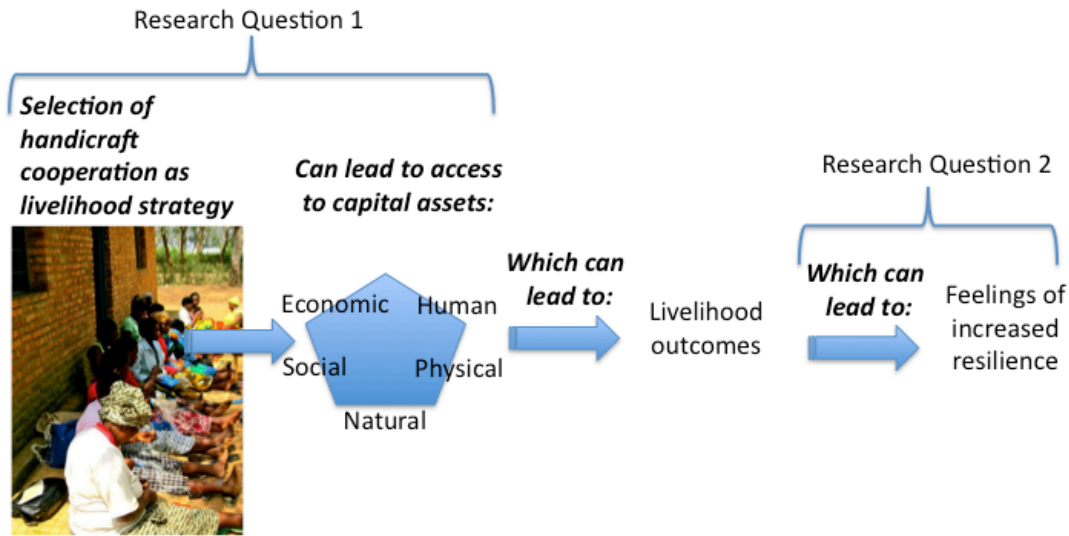 Research Question 1
Selection of
handicraft
cooperation as
livelihood strategy
Can lead to access
to capital assets:
Economic
Human
Social
Physical
Natural
Which can
lead to:
Livelihood
outcomes
Research Question 2
Which can
lead to:
Feelings of
increased
resilience